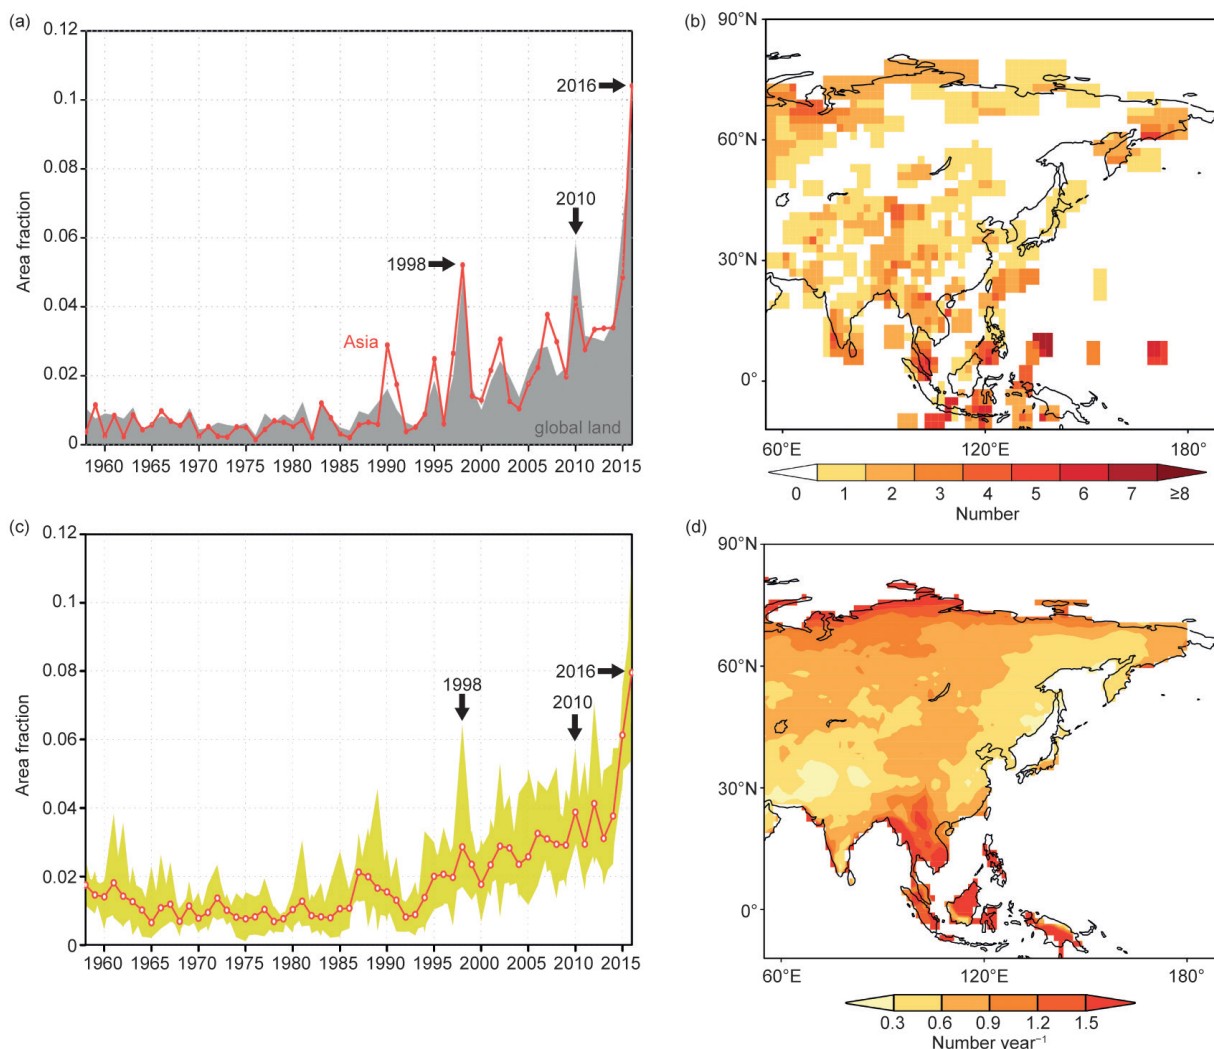 (a)
0.12
0.1
0.08
0.06
0.04
0.02
0
Area fraction
2016
2010
1998
Asia
global land
1960 1965 1970 1975 1980 1985 1990 1995 2000 2005 2010 2015
(b)
90°N
60°N
30°N
0°
60°E 120°E 180°
0 1 2 3 4 5 6 7 ≥8
Number
(c)
0.12
0.1
0.08
0.06
0.04
0.02
0
Area fraction
2016
1998
2010
1960 1965 1970 1975 1980 1985 1990 1995 2000 2005 2010 2015
(d)
90°N
60°N
30°N
0°
60°E 120°E 180°
0.3 0.6 0.9 1.2 1.5
Number year⁻¹